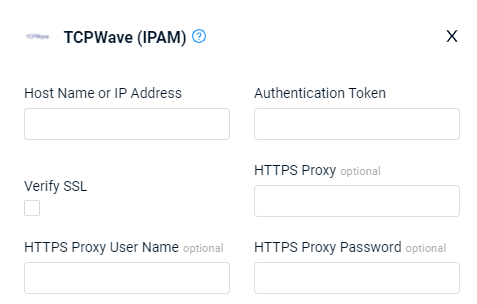 TCPWave TCPWave (IPAM) ? X
Host Name or IP Address Authentication Token
HTTPS Proxy optional
Verify SSL
HTTPS Proxy User Name optional HTTPS Proxy Password optional